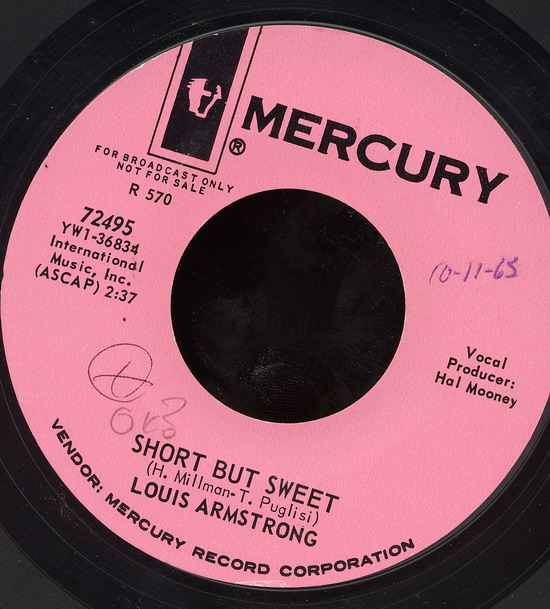 MERCURY
®
FOR BROADCAST ONLY
NOT FOR SALE
R 570
72495
YW1-36834
International
Music, Inc.
(ASCAP) 2:37
10-11-65
Vocal
Producer:
Hal Mooney
OK?
SHORT BUT SWEET
(H. Millman-T. Puglisi)
LOUIS ARMSTRONG
VENDOR: MERCURY RECORD CORPORATION